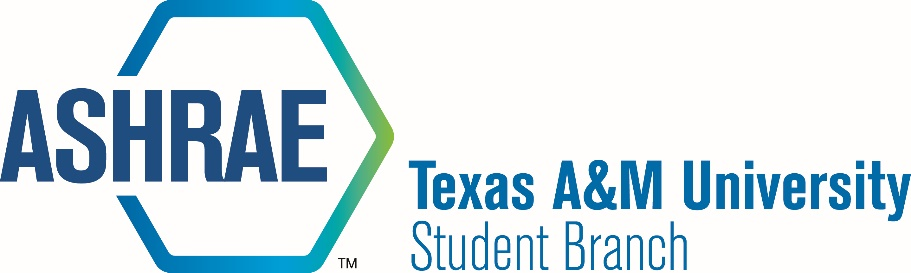 ASHRAE
Texas A&M University
Student Branch
TM